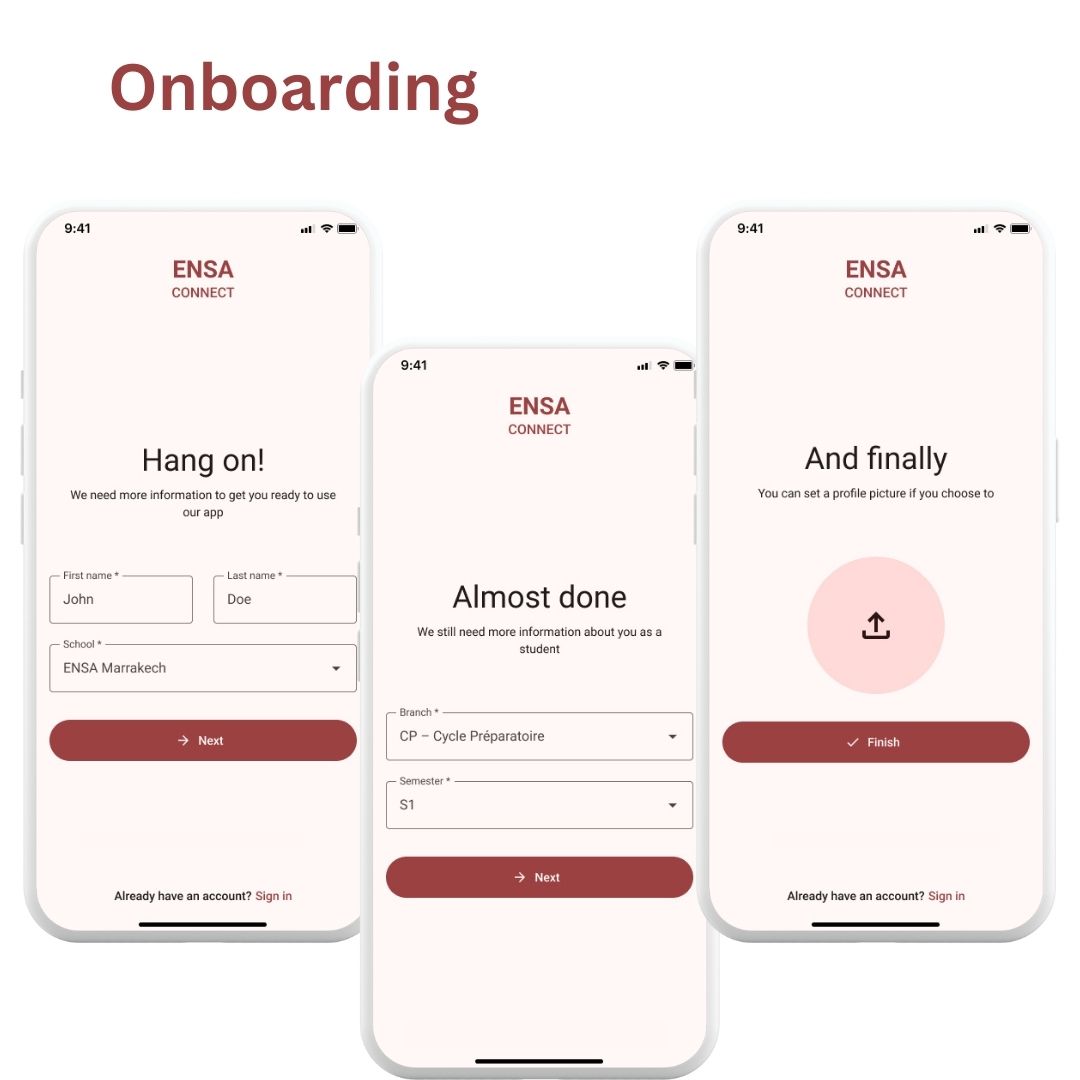 Onboarding
9:41
ENSA
CONNECT
Hang on!
We need more information to get you ready to use
our app
First name *
John
Last name *
Doe
School *
ENSA Marrakech
Next
Already have an account? Sign in
9:41
ENSA
CONNECT
Almost done
We still need more information about you as a
student
Branch *
CP – Cycle Préparatoire
Semester *
S1
Next
9:41
ENSA
CONNECT
And finally
You can set a profile picture if you choose to
Finish
Already have an account? Sign in